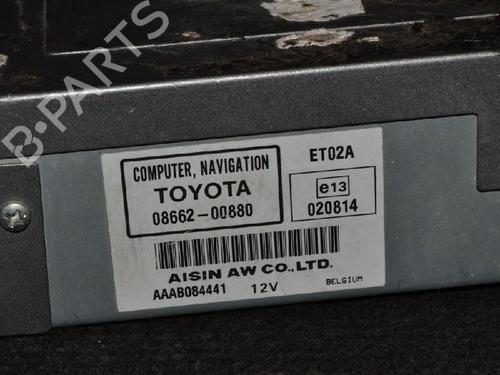 B·PARTS
COMPUTER, NAVIGATION
TOYOTA
08662-00880
ET02A
e13
020814
AISIN AW CO.,LTD.
AAAB084441 12V BELGIUM